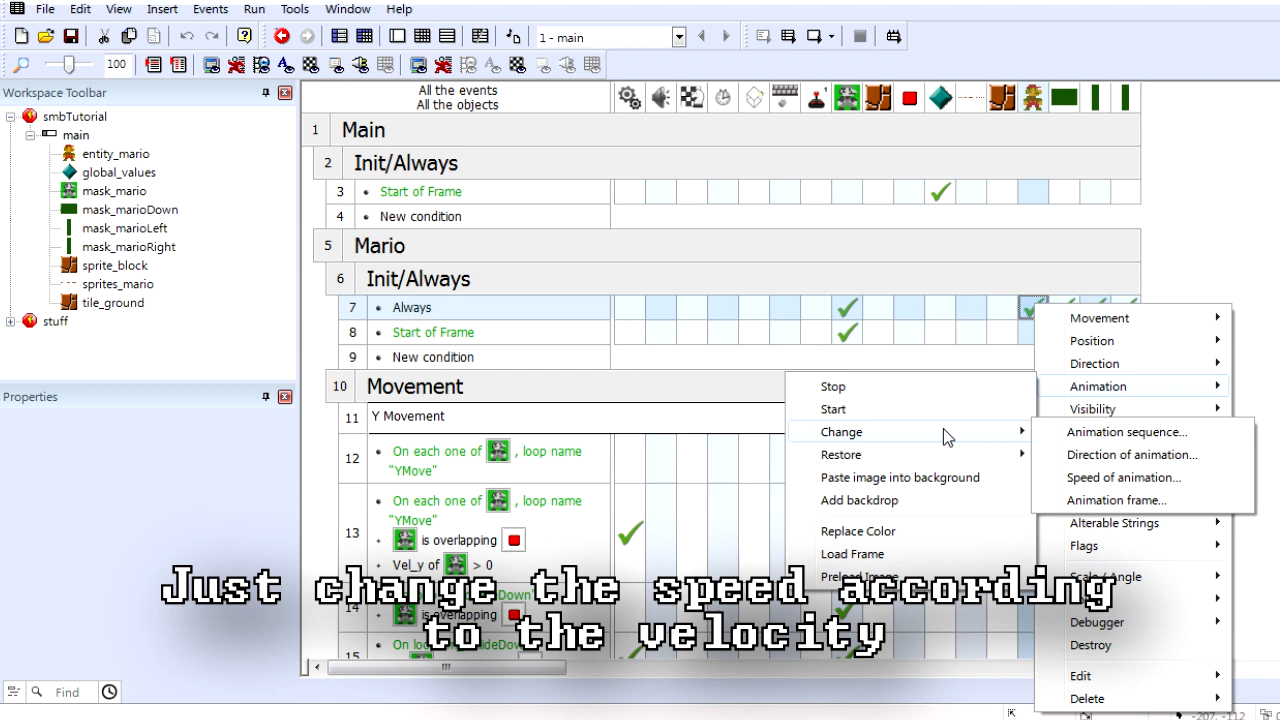 File Edit View Insert Events Run Tools Window Help
1 - main
100
Workspace Toolbar
smbTutorial
main
entity_mario
global_values
mask_mario
mask_marioDown
mask_marioLeft
mask_marioRight
sprite_block
sprites_mario
tile_ground
stuff
Properties
Find
All the events
All the objects
1 Main
2 Init/Always
3 Start of Frame
4 New condition
5 Mario
6 Init/Always
7 Always
8 Start of Frame
9 New condition
10 Movement
11 Y Movement
12 On each one of , loop name
"YMove"
13 On each one of , loop name
"YMove"
is overlapping
Vel_y of > 0
14
is overlapping
15
Movement
Position
Direction
Animation
Visibility
Alterable Strings
Flags
Scale / Angle
Debugger
Destroy
Edit
Delete
Stop
Start
Change
Restore
Paste image into background
Add backdrop
Replace Color
Load Frame
Preload Image
Animation sequence...
Direction of animation...
Speed of animation...
Animation frame...
Just change the speed according
to the velocity
-207, -112